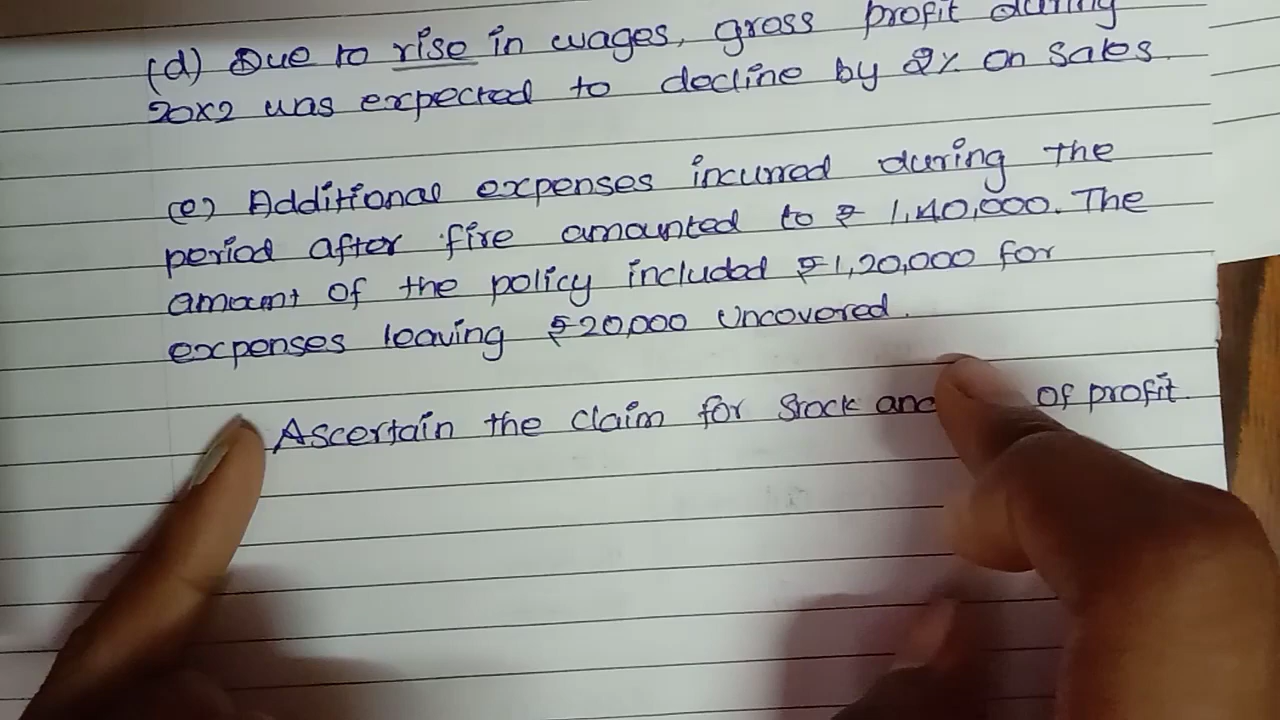 (d) Due to rise in wages, gross profit during
20x2 was expected to decline by 2% on sales.
(e) Additional expenses incurred during the
period after fire amounted to ₹ 1,40,000. The
amount of the policy included ₹1,20,000 for
expenses leaving ₹20,000 Uncovered.
Ascertain the claim for Stock and of profit.